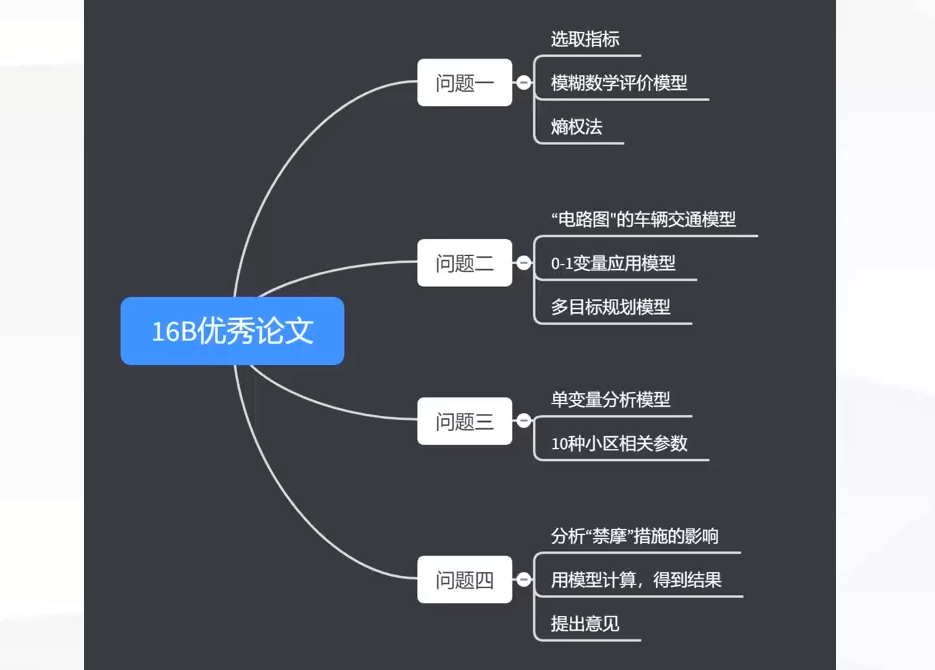 16B优秀论文
问题一
选取指标
模糊数学评价模型
熵权法
问题二
“电路图"的车辆交通模型
0-1变量应用模型
多目标规划模型
问题三
单变量分析模型
10种小区相关参数
问题四
分析“禁摩”措施的影响
用模型计算，得到结果
提出意见